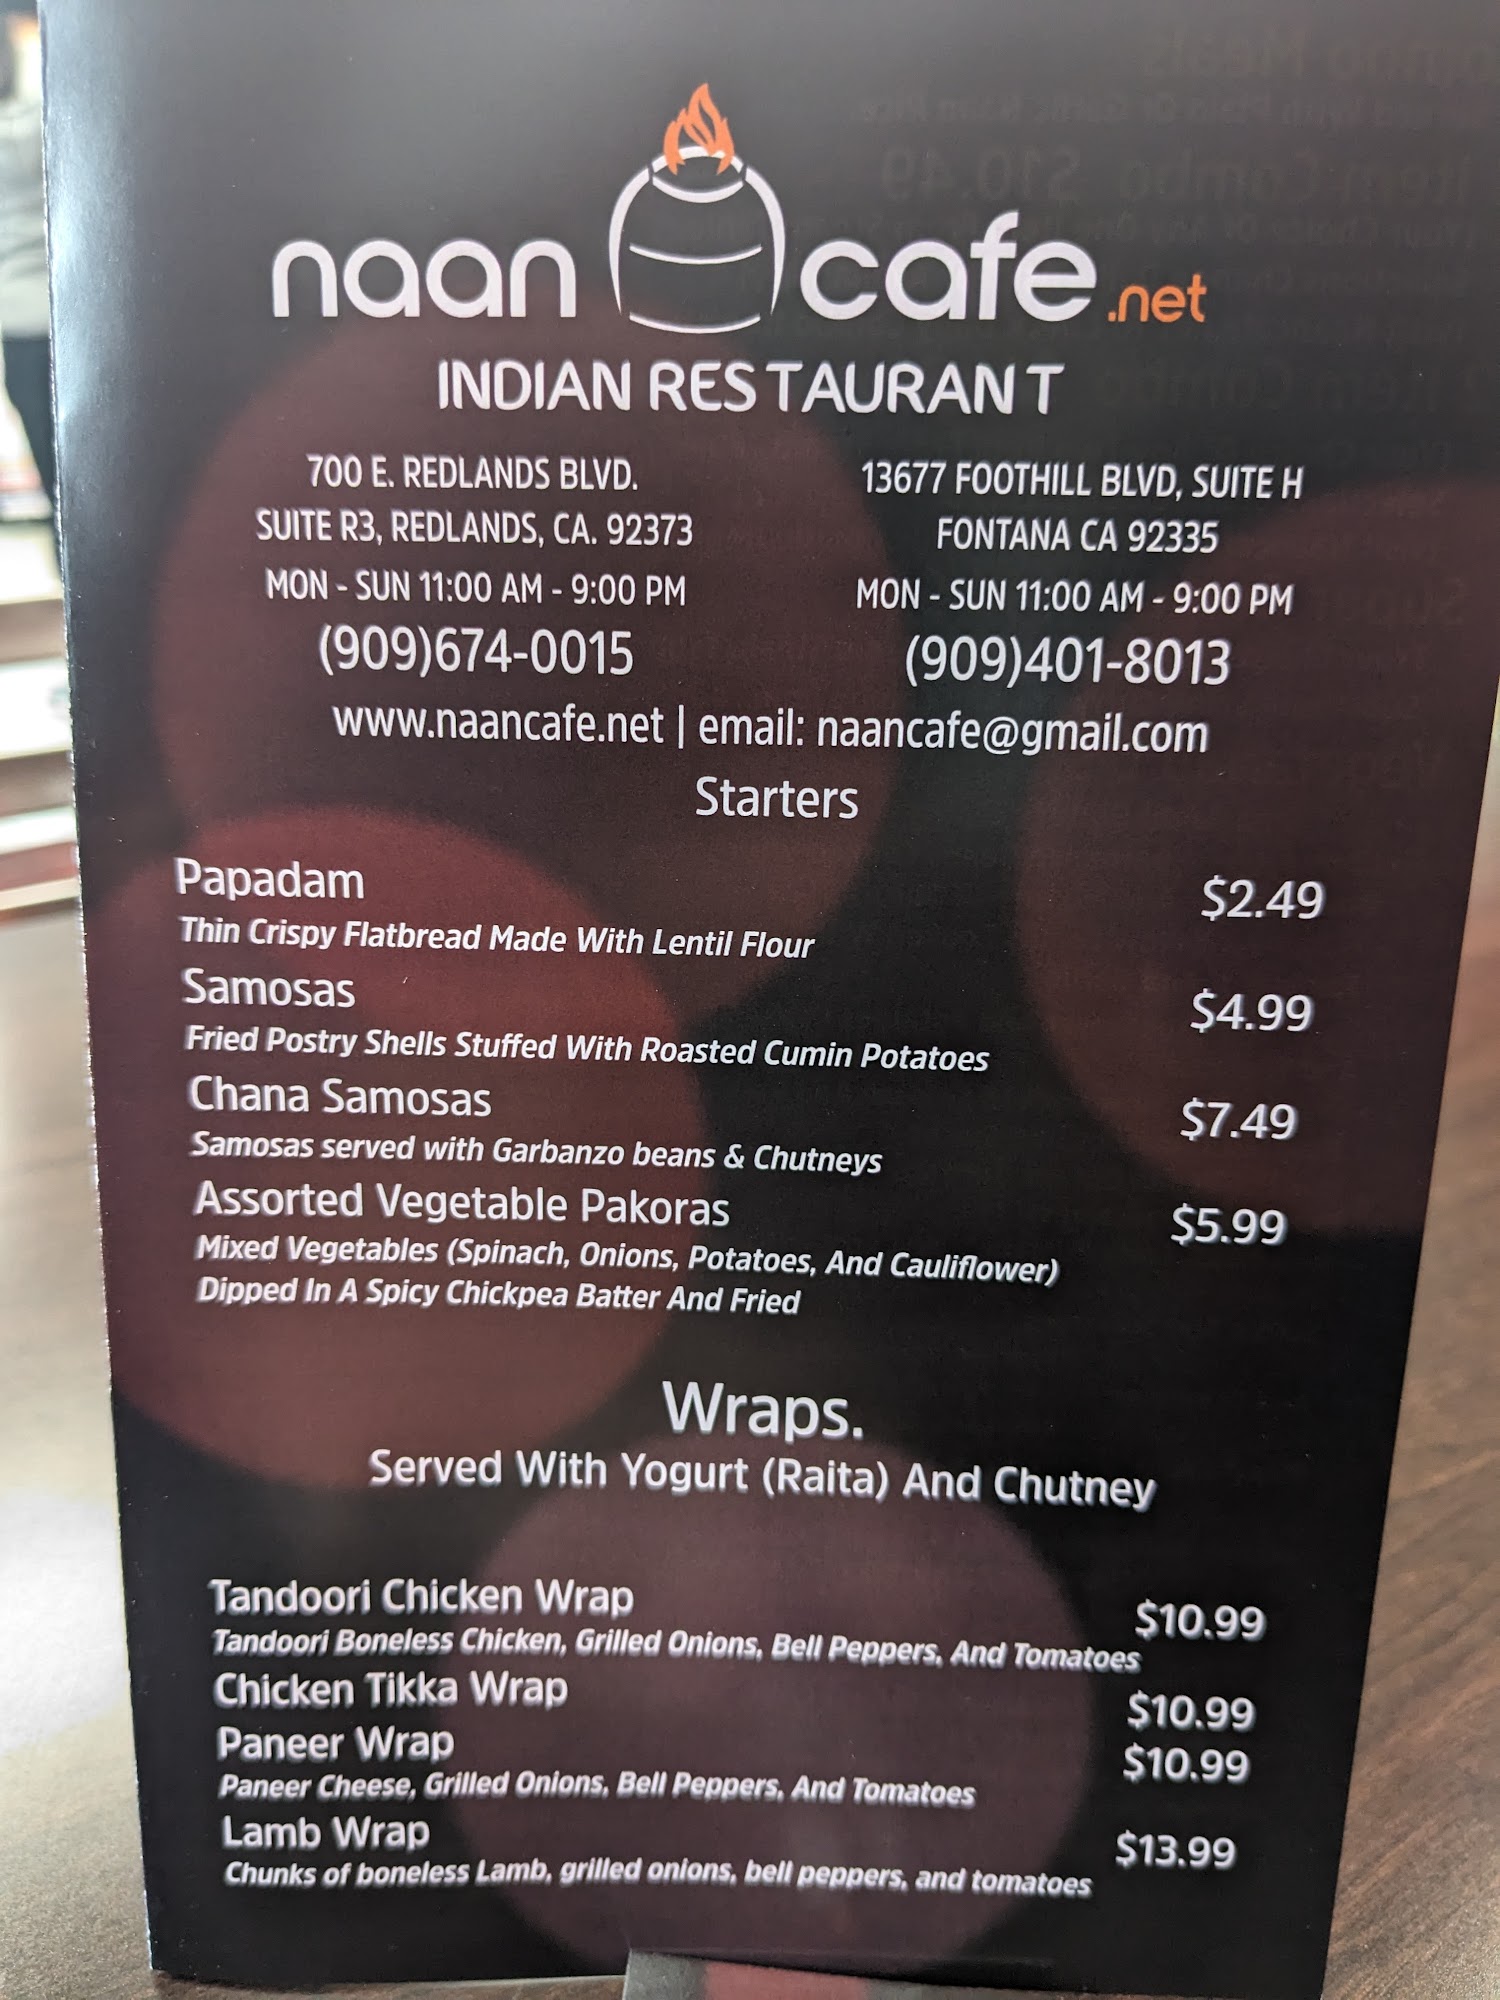 naan cafe.net
INDIAN RESTAURANT
700 E. REDLANDS BLVD.
SUITE R3, REDLANDS, CA. 92373
MON - SUN 11:00 AM - 9:00 PM
(909)674-0015
13677 FOOTHILL BLVD, SUITE H
FONTANA CA 92335
MON - SUN 11:00 AM - 9:00 PM
(909)401-8013
www.naancafe.net | email: naancafe@gmail.com
Starters
Papadam $2.49
Thin Crispy Flatbread Made With Lentil Flour
Samosas $4.99
Fried Postry Shells Stuffed With Roasted Cumin Potatoes
Chana Samosas $7.49
Samosas served with Garbanzo beans & Chutneys
Assorted Vegetable Pakoras $5.99
Mixed Vegetables (Spinach, Onions, Potatoes, And Cauliflower)
Dipped In A Spicy Chickpea Batter And Fried
Wraps.
Served With Yogurt (Raita) And Chutney
Tandoori Chicken Wrap $10.99
Tandoori Boneless Chicken, Grilled Onions, Bell Peppers, And Tomatoes
Chicken Tikka Wrap $10.99
Paneer Wrap $10.99
Paneer Cheese, Grilled Onions, Bell Peppers, And Tomatoes
Lamb Wrap $13.99
Chunks of boneless Lamb, grilled onions, bell peppers, and tomatoes